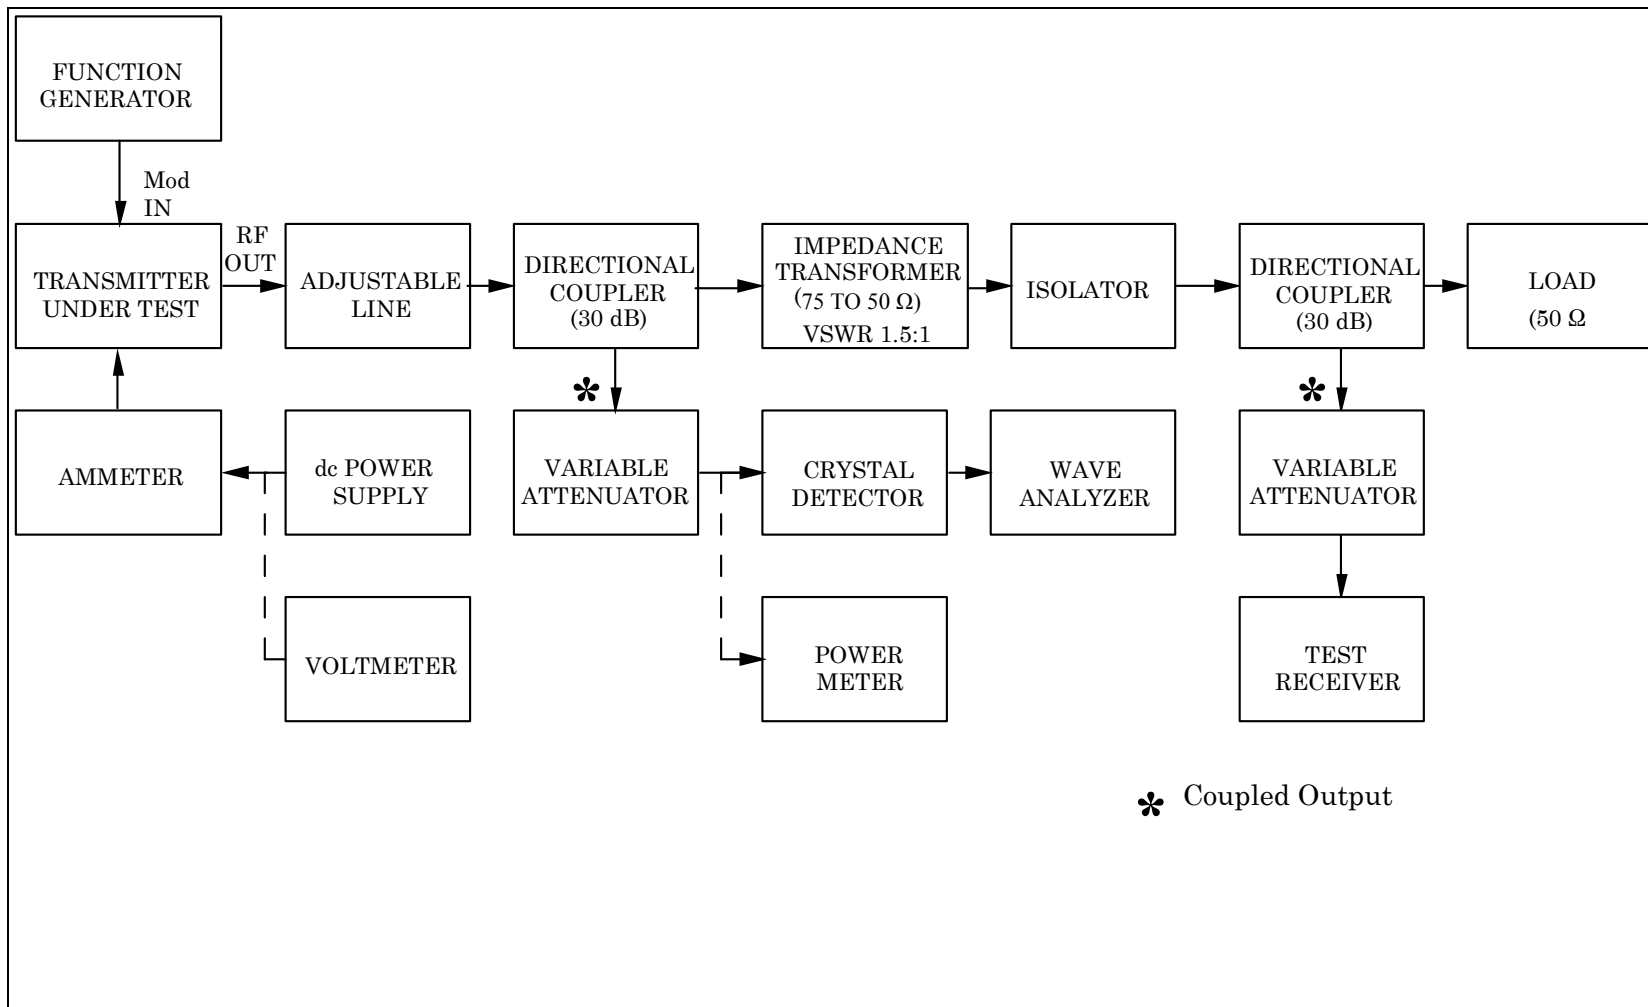 FUNCTION
GENERATOR
Mod
IN
TRANSMITTER
UNDER TEST
RF
OUT
ADJUSTABLE
LINE
DIRECTIONAL
COUPLER
(30 dB)
IMPEDANCE
TRANSFORMER
(75 TO 50 Ω)
VSWR 1.5:1
ISOLATOR
DIRECTIONAL
COUPLER
(30 dB)
LOAD
(50 Ω
*
*
AMMETER
dc POWER
SUPPLY
VARIABLE
ATTENUATOR
CRYSTAL
DETECTOR
WAVE
ANALYZER
VARIABLE
ATTENUATOR
VOLTMETER
POWER
METER
TEST
RECEIVER
* Coupled Output